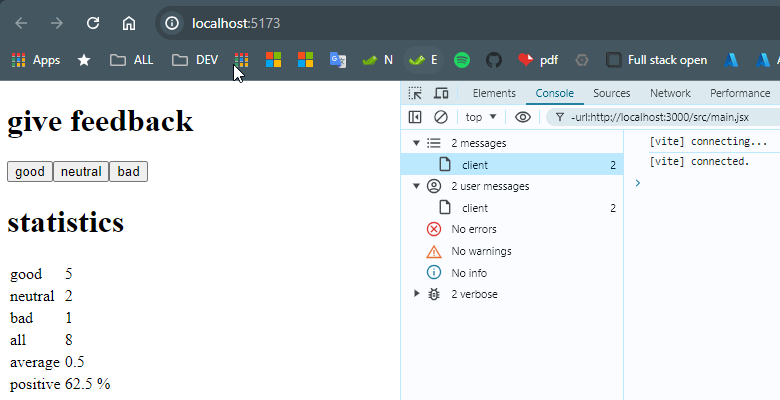 localhost:5173
Apps ALL DEV N E pdf Full stack open
give feedback
good neutral bad
statistics
good 5
neutral 2
bad 1
all 8
average 0.5
positive 62.5 %
Elements Console Sources Network Performance
top -url:http://localhost:3000/src/main.jsx
2 messages
client 2
2 user messages
client 2
No errors
No warnings
No info
2 verbose
[vite] connecting...
[vite] connected.